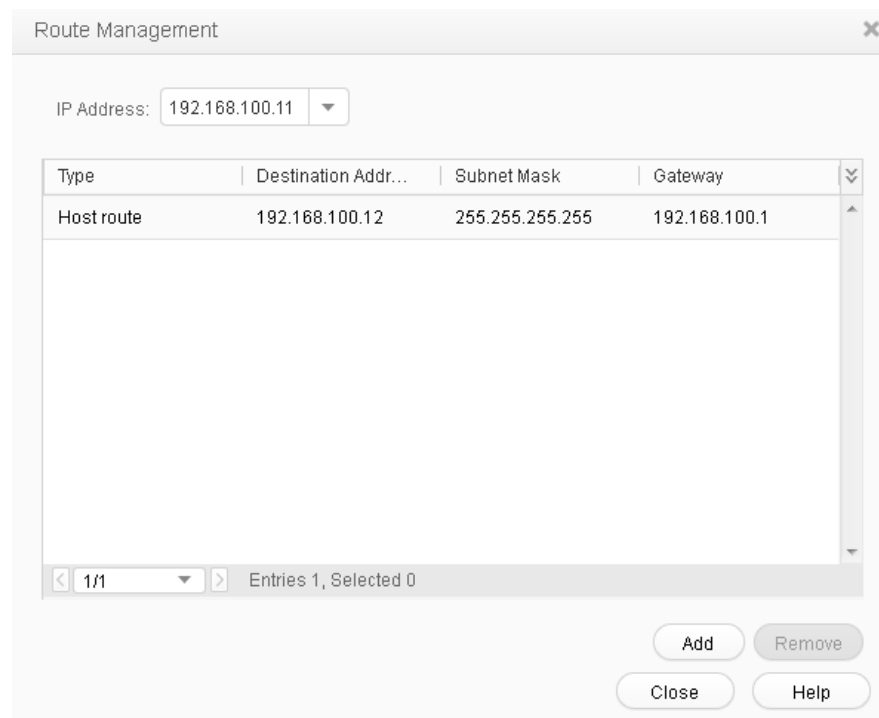 Route Management
IP Address: 192.168.100.11
Type Destination Addr... Subnet Mask Gateway
Host route 192.168.100.12 255.255.255.255 192.168.100.1
1/1 Entries 1, Selected 0
Add Remove
Close Help